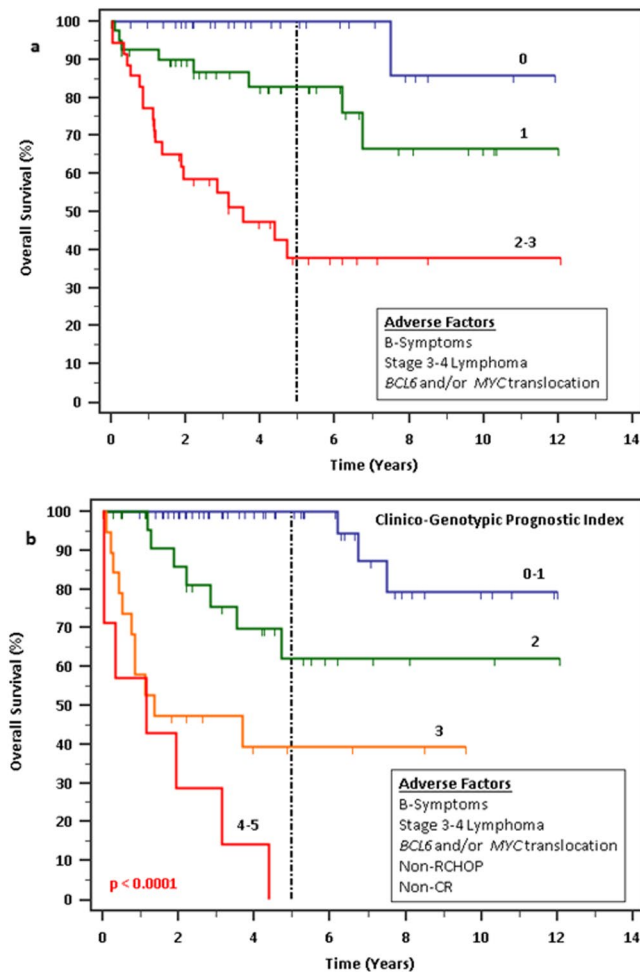 a
0
1
2-3
Overall Survival (%)
100
90
80
70
60
50
40
30
20
10
0
Adverse Factors
B-Symptoms
Stage 3-4 Lymphoma
BCL6 and/or MYC translocation
0 2 4 6 8 10 12 14
Time (Years)
b
Clinico-Genotypic Prognostic Index
0-1
2
3
4-5
Overall Survival (%)
100
90
80
70
60
50
40
30
20
10
0
Adverse Factors
B-Symptoms
Stage 3-4 Lymphoma
BCL6 and/or MYC translocation
Non-RCHOP
Non-CR
p < 0.0001
0 2 4 6 8 10 12 14
Time (Years)